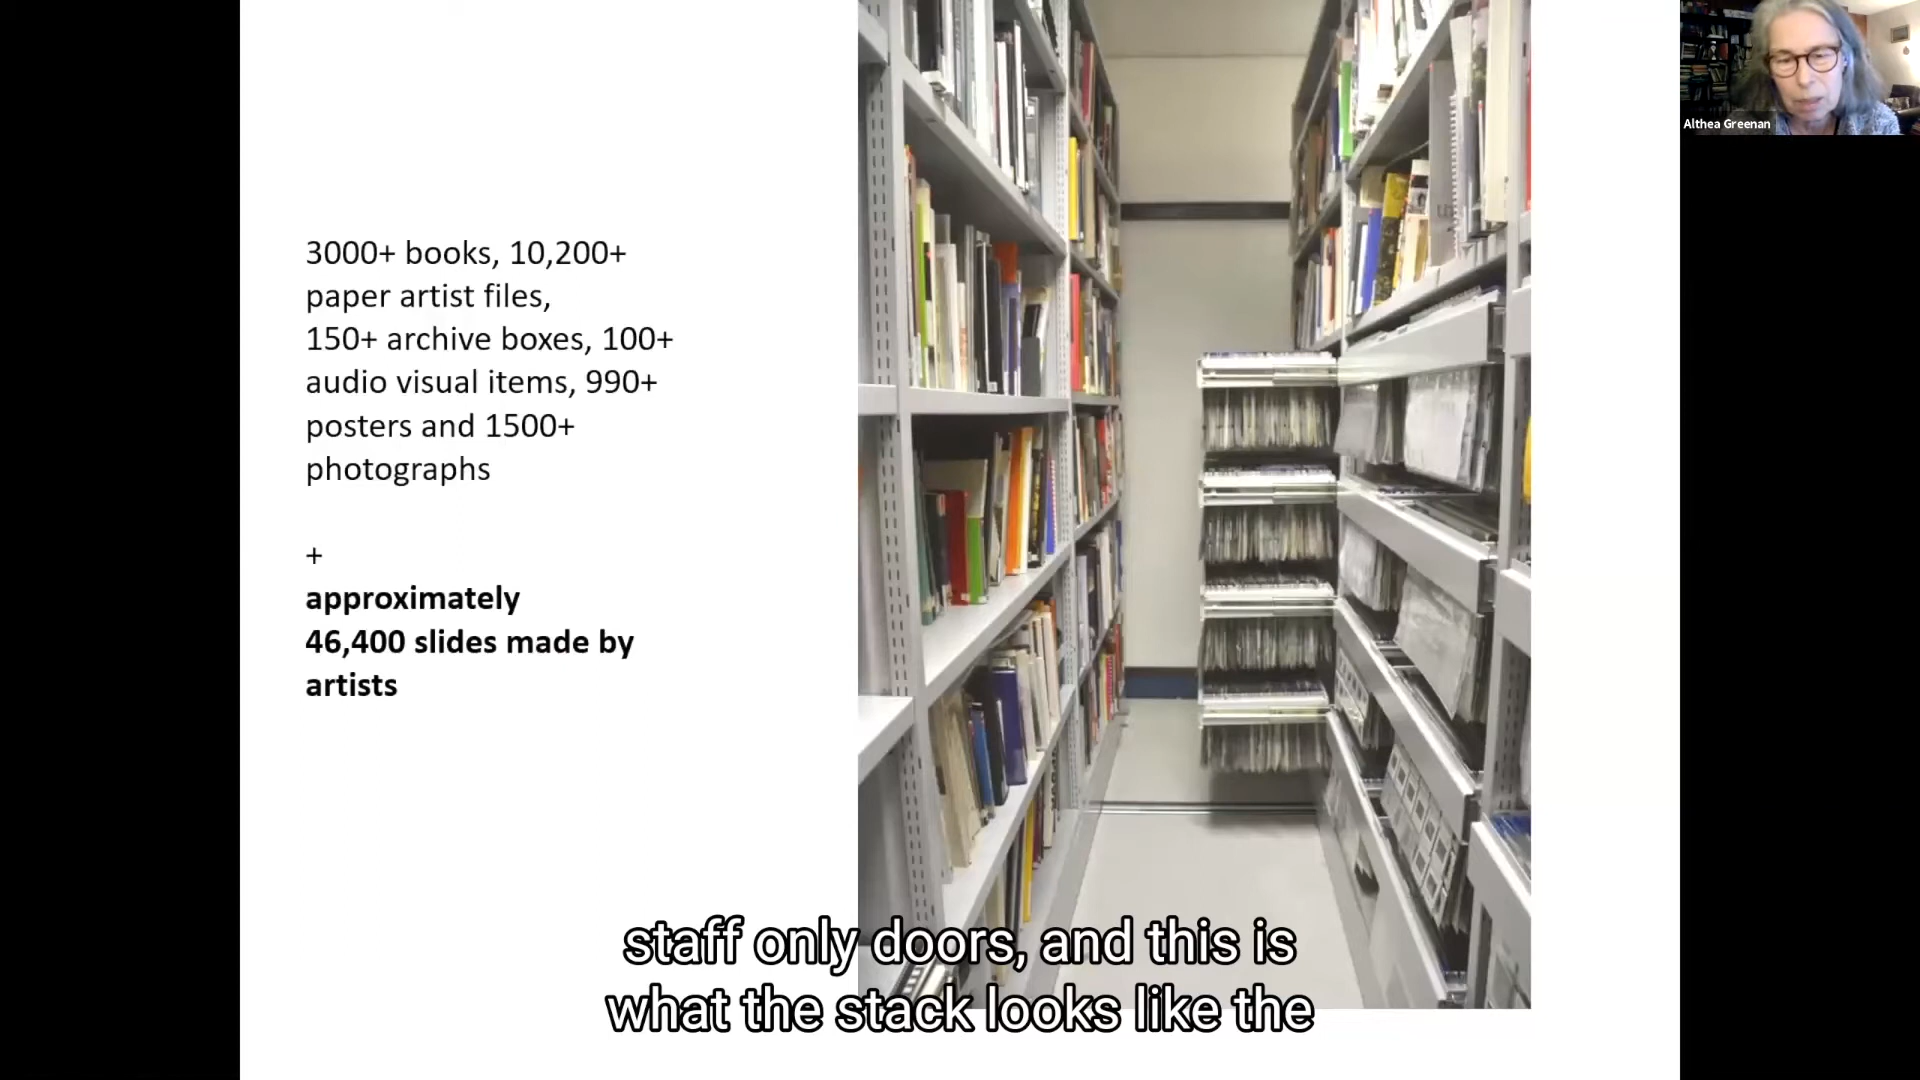 Althea Greenan
3000+ books, 10,200+
paper artist files,
150+ archive boxes, 100+
audio visual items, 990+
posters and 1500+
photographs
+
approximately
46,400 slides made by
artists
staff only doors, and this is
what the stack looks like the